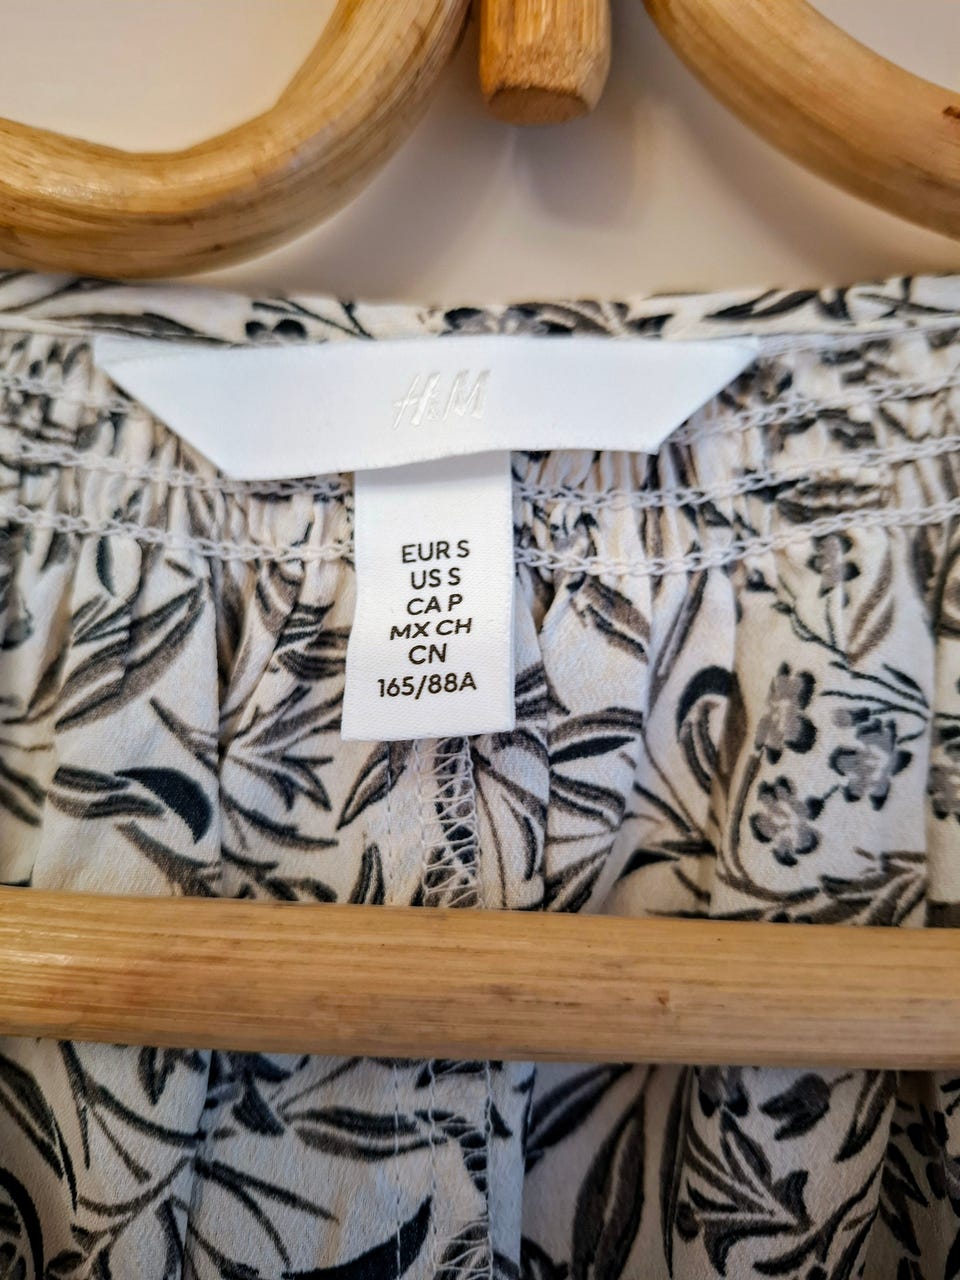 H&M
EUR S
US S
CA P
MX CH
CN
165/88A